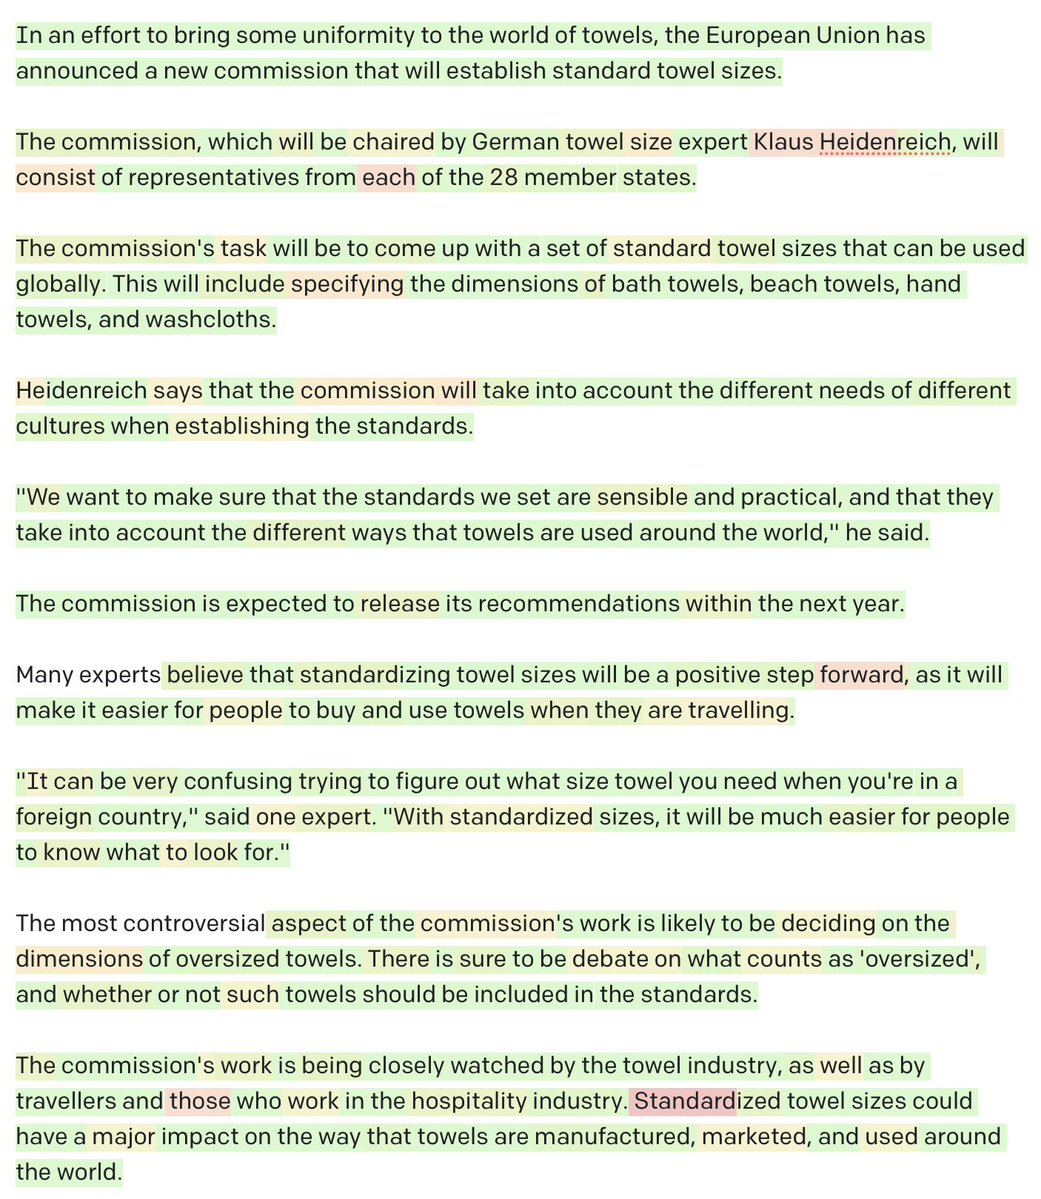 In an effort to bring some uniformity to the world of towels, the European Union has
announced a new commission that will establish standard towel sizes.
The commission, which will be chaired by German towel size expert Klaus Heidenreich, will
consist of representatives from each of the 28 member states.
The commission's task will be to come up with a set of standard towel sizes that can be used
globally. This will include specifying the dimensions of bath towels, beach towels, hand
towels, and washcloths.
Heidenreich says that the commission will take into account the different needs of different
cultures when establishing the standards.
"We want to make sure that the standards we set are sensible and practical, and that they
take into account the different ways that towels are used around the world," he said.
The commission is expected to release its recommendations within the next year.
Many experts believe that standardizing towel sizes will be a positive step forward, as it will
make it easier for people to buy and use towels when they are travelling.
"It can be very confusing trying to figure out what size towel you need when you're in a
foreign country," said one expert. "With standardized sizes, it will be much easier for people
to know what to look for."
The most controversial aspect of the commission's work is likely to be deciding on the
dimensions of oversized towels. There is sure to be debate on what counts as 'oversized',
and whether or not such towels should be included in the standards.
The commission's work is being closely watched by the towel industry, as well as by
travellers and those who work in the hospitality industry. Standardized towel sizes could
have a major impact on the way that towels are manufactured, marketed, and used around
the world.